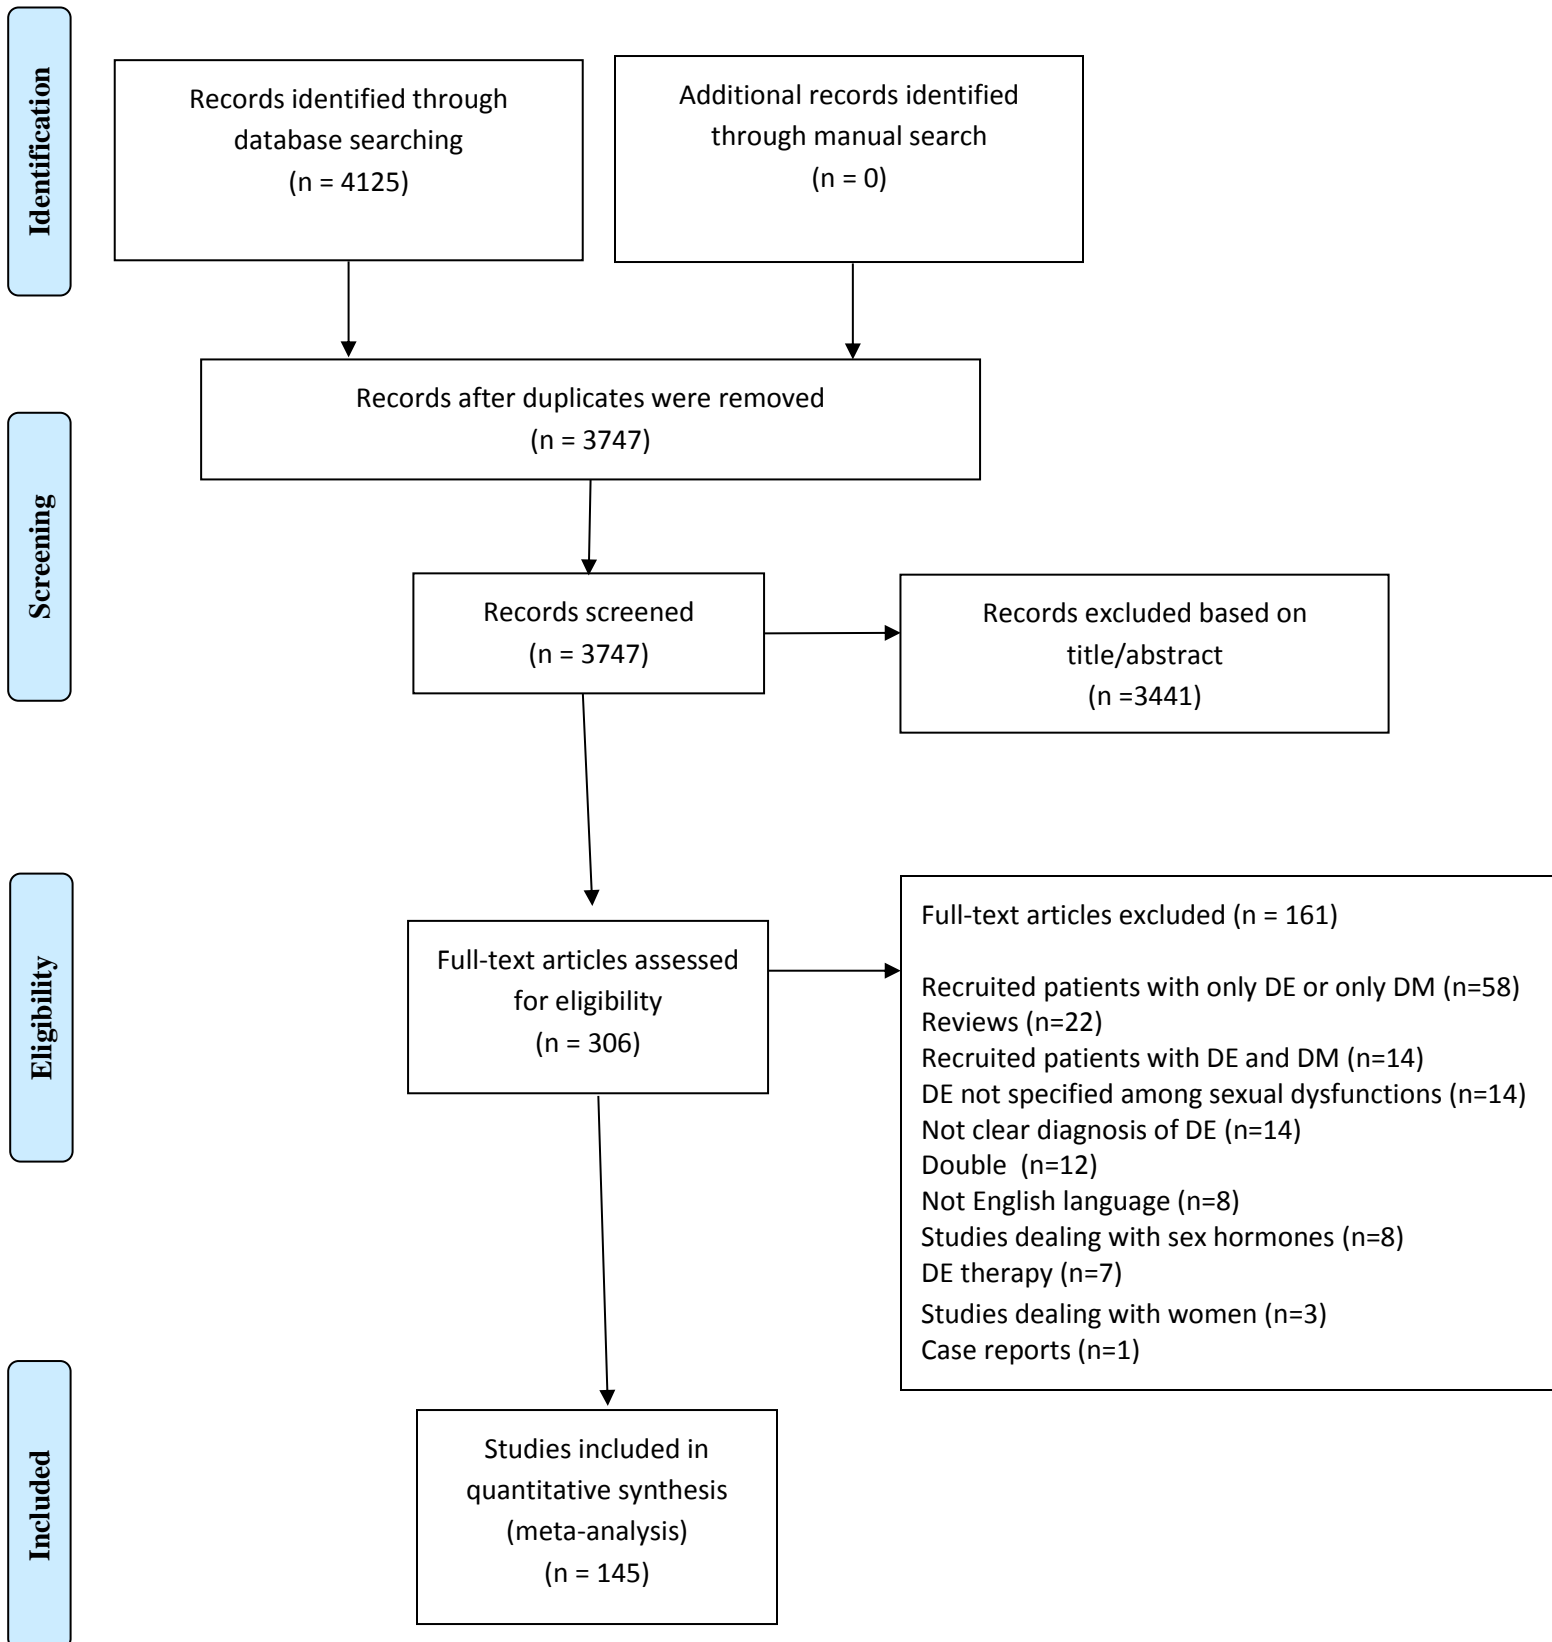 Identification
Records identified through
database searching
(n = 4125)
Additional records identified
through manual search
(n = 0)
Records after duplicates were removed
(n = 3747)
Screening
Records screened
(n = 3747)
Records excluded based on
title/abstract
(n =3441)
Eligibility
Full-text articles assessed
for eligibility
(n = 306)
Full-text articles excluded (n = 161)
Recruited patients with only DE or only DM (n=58)
Reviews (n=22)
Recruited patients with DE and DM (n=14)
DE not specified among sexual dysfunctions (n=14)
Not clear diagnosis of DE (n=14)
Double  (n=12)
Not English language (n=8)
Studies dealing with sex hormones (n=8)
DE therapy (n=7)
Studies dealing with women (n=3)
Case reports (n=1)
Included
Studies included in
quantitative synthesis
(meta-analysis)
(n = 145)